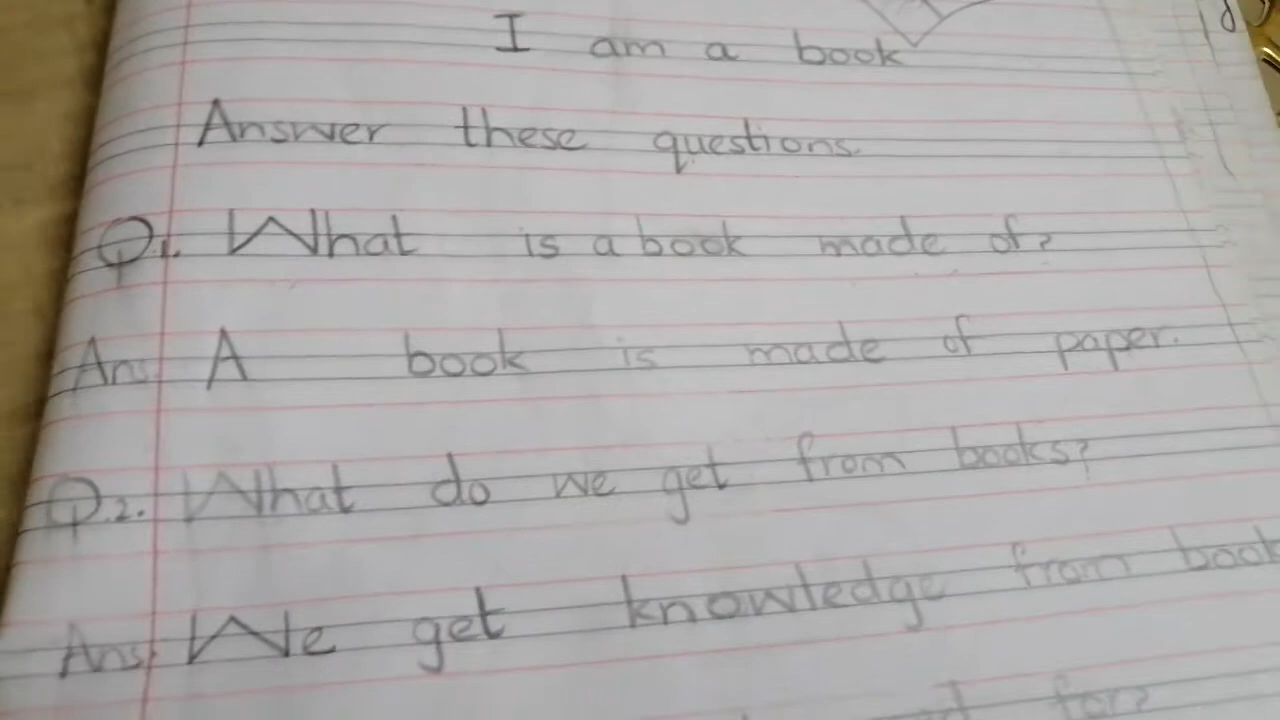 I am a book
Answer these questions.
Q1. What is a book made of?
Ans A book is made of paper.
Q.2. What do we get from books?
Ans We get knowledge from book
for?